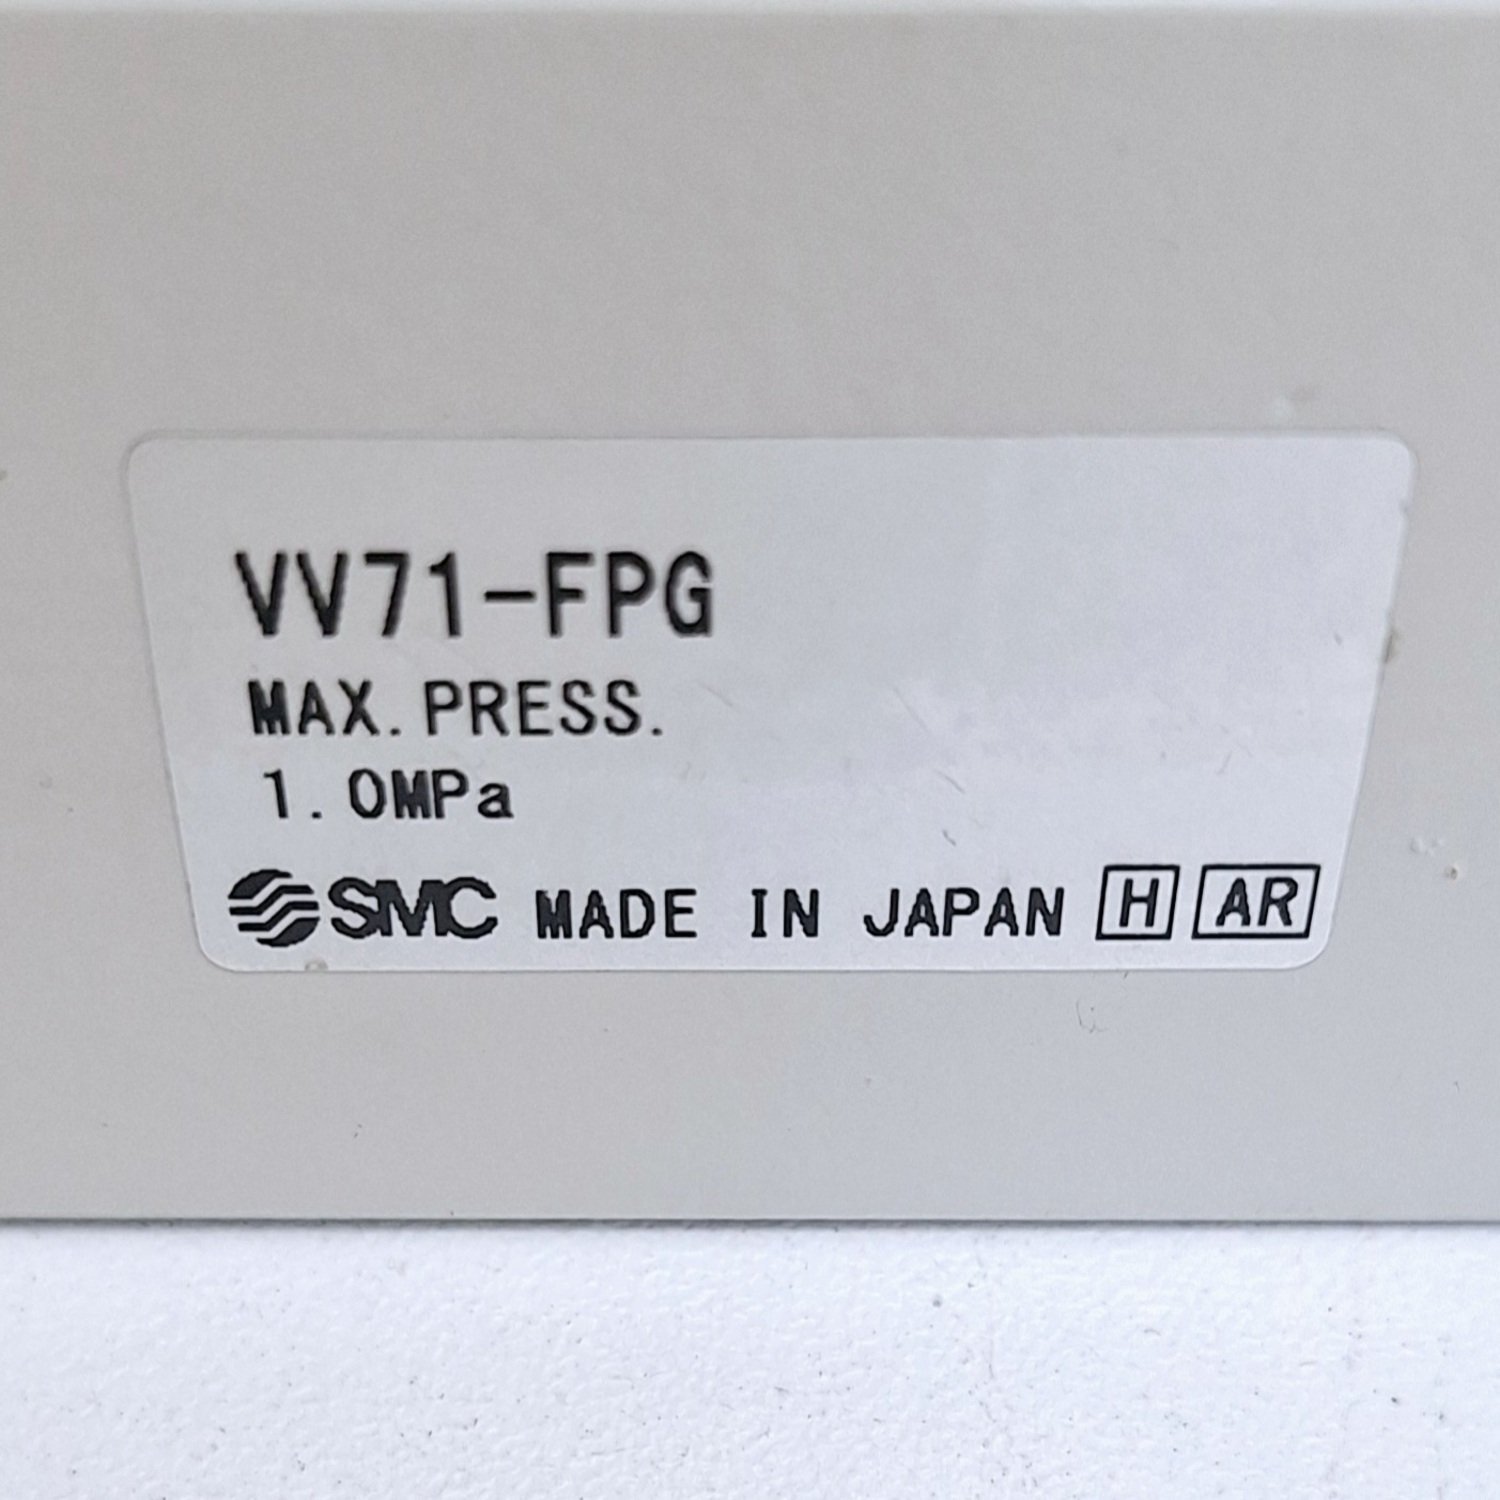 VV71-FPG
MAX. PRESS.
1.0MPa
SMC MADE IN JAPAN H AR